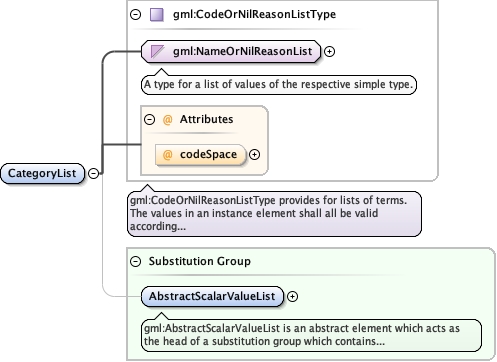 gml:CodeOrNilReasonListType
gml:NameOrNilReasonList
A type for a list of values of the respective simple type.
@ Attributes
@ codeSpace
CategoryList
gml:CodeOrNilReasonListType provides for lists of terms.
The values in an instance element shall all be valid
according...
Substitution Group
AbstractScalarValueList
gml:AbstractScalarValueList is an abstract element which acts as
the head of a substitution group which contains...